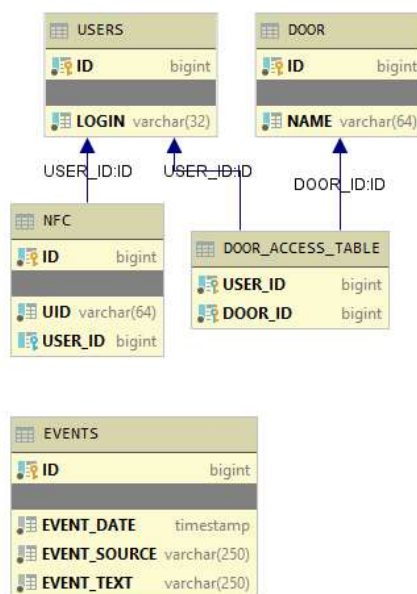 USERS
ID bigint
LOGIN varchar(32)
DOOR
ID bigint
NAME varchar(64)
USER_ID:ID
USER_ID:ID
DOOR_ID:ID
NFC
ID bigint
UID varchar(64)
USER_ID bigint
DOOR_ACCESS_TABLE
USER_ID bigint
DOOR_ID bigint
EVENTS
ID bigint
EVENT_DATE timestamp
EVENT_SOURCE varchar(250)
EVENT_TEXT varchar(250)